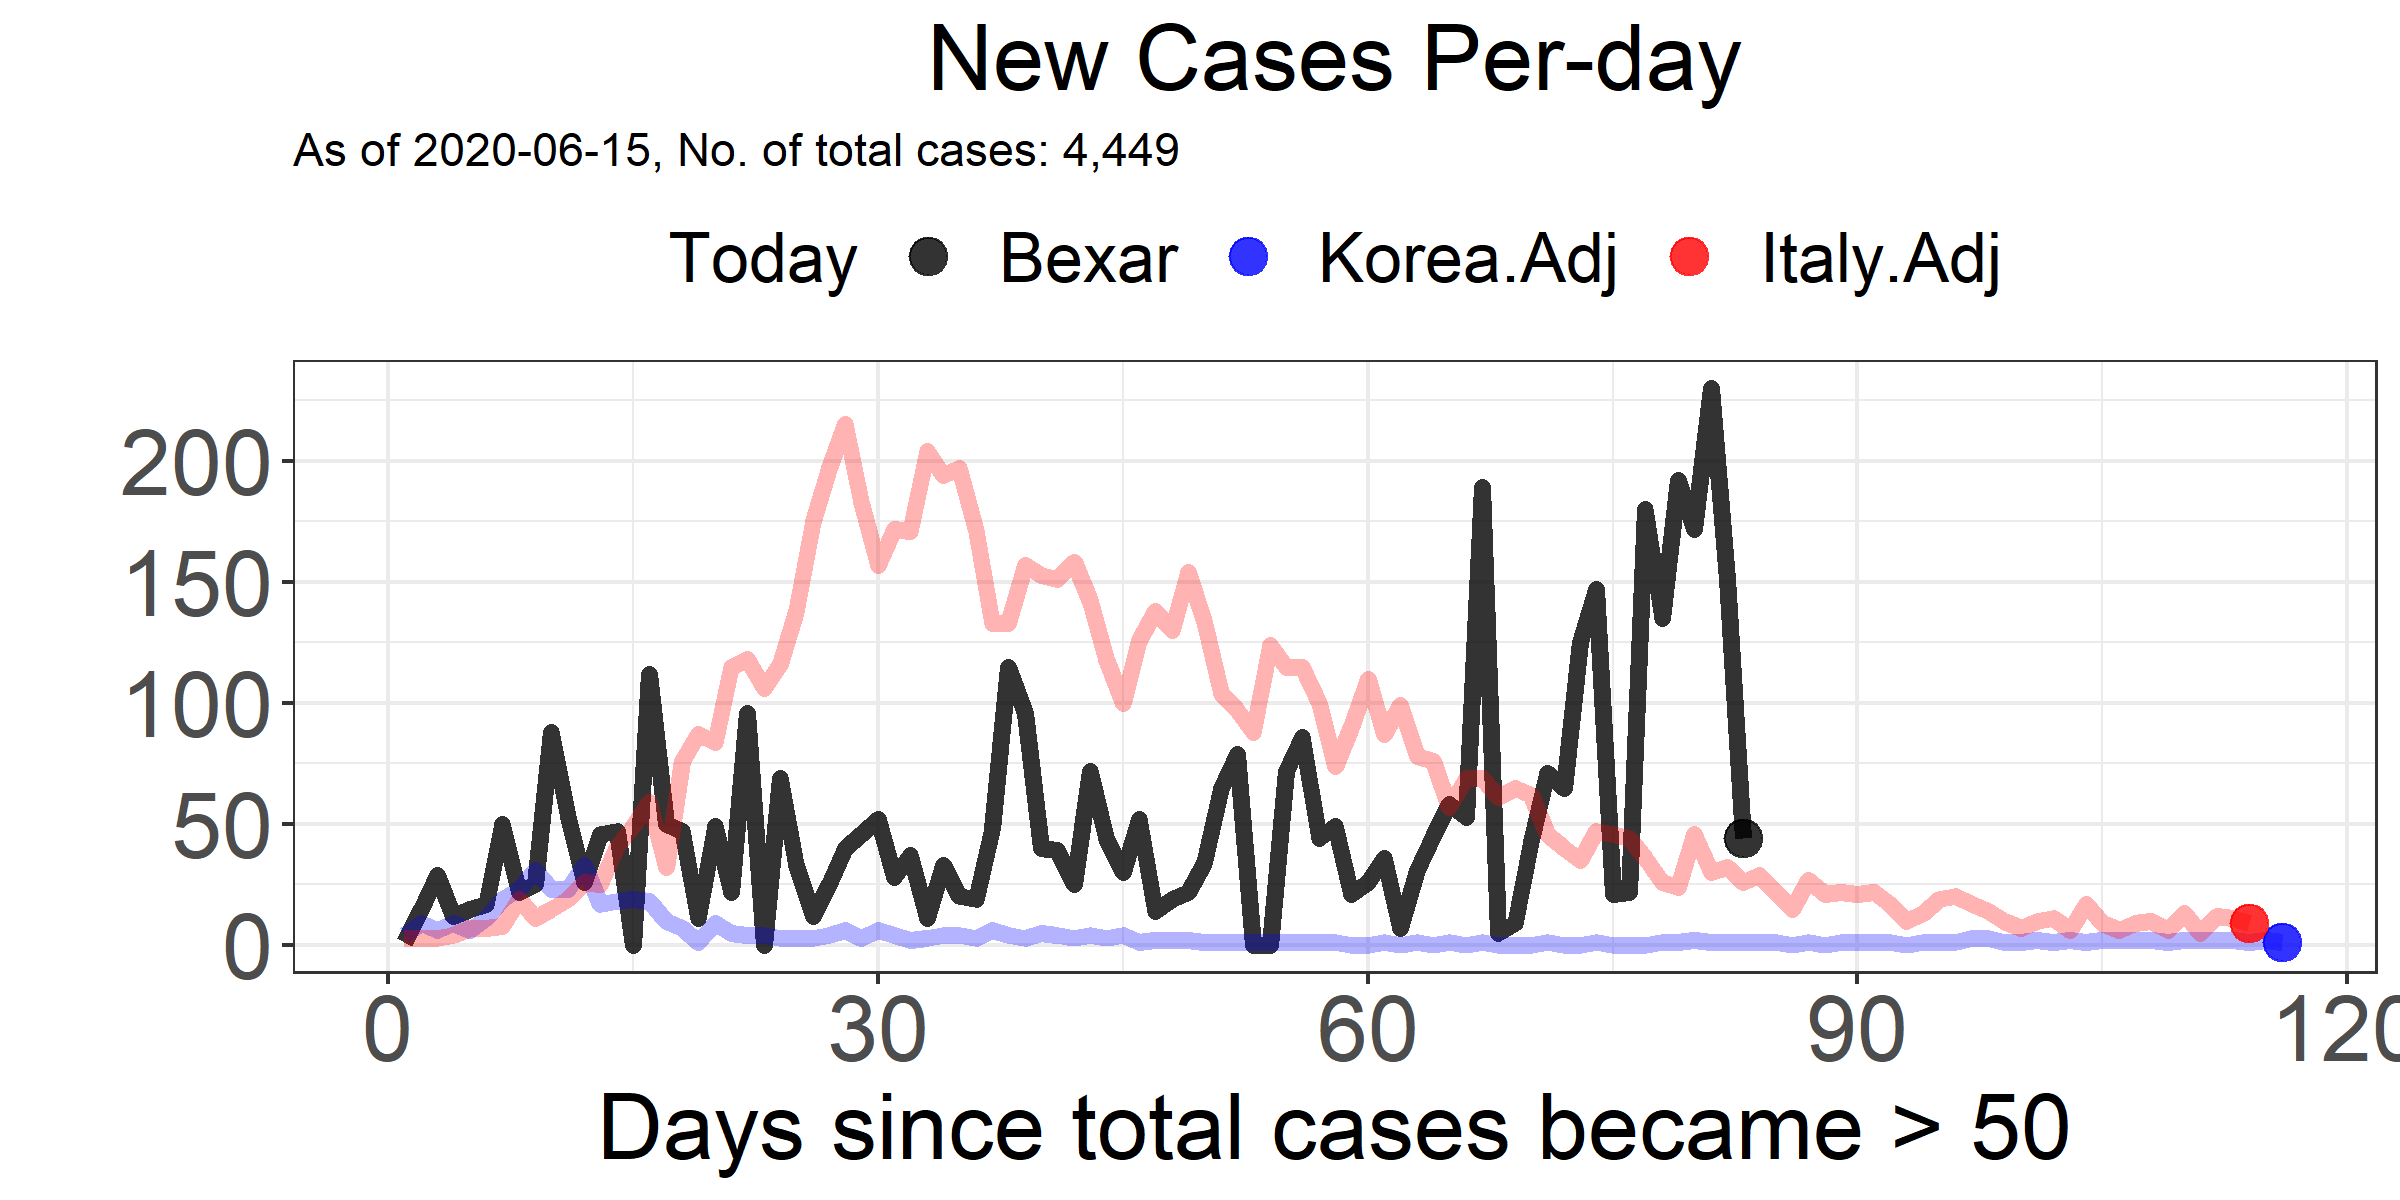 New Cases Per-day
As of 2020-06-15, No. of total cases: 4,449
Today Bexar Korea.Adj Italy.Adj
200
150
100
50
0
0 30 60 90 120
Days since total cases became > 50